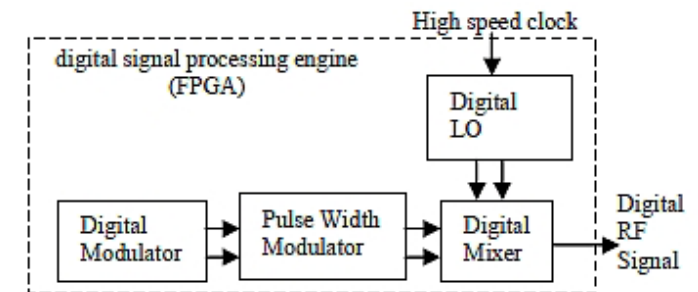 High speed clock
digital signal processing engine
(FPGA)
Digital
LO
Digital
Modulator
Pulse Width
Modulator
Digital
Mixer
Digital
RF
Signal